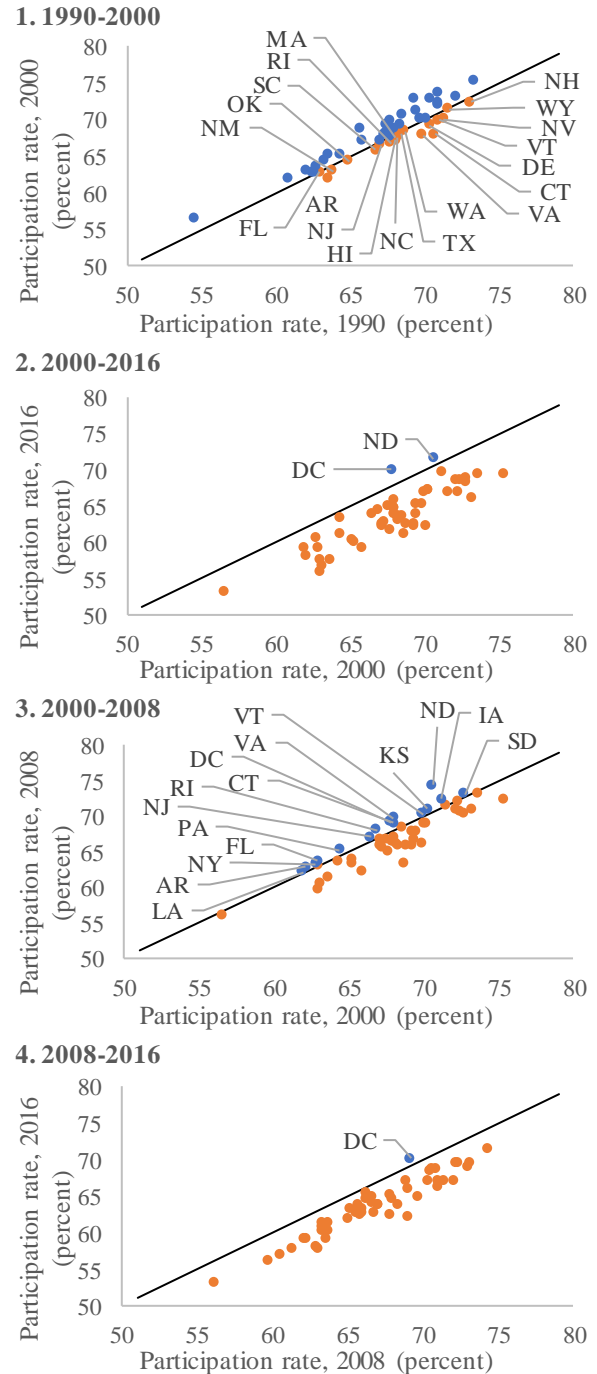 1. 1990-2000
Participation rate, 2000
(percent)
80
75
70
65
60
55
50
MA
RI
SC
OK
NM
FL
AR
NJ
HI
NC
TX
WA
VA
CT
DE
VT
NV
WY
NH
50 55 60 65 70 75 80
Participation rate, 1990 (percent)
2. 2000-2016
Participation rate, 2016
(percent)
80
75
70
65
60
55
50
ND
DC
50 55 60 65 70 75 80
Participation rate, 2000 (percent)
3. 2000-2008
Participation rate, 2008
(percent)
80
75
70
65
60
55
50
VT
VA
DC
CT
RI
NJ
PA
FL
NY
AR
LA
KS
ND
IA
SD
50 55 60 65 70 75 80
Participation rate, 2000 (percent)
4. 2008-2016
Participation rate, 2016
(percent)
80
75
70
65
60
55
50
DC
50 55 60 65 70 75 80
Participation rate, 2008 (percent)